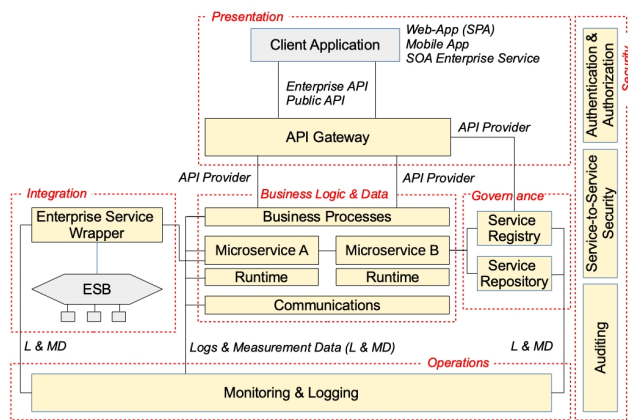 Presentation
Client Application
Web-App (SPA)
Mobile App
SOA Enterprise Service
Enterprise API
Public API
API Gateway
API Provider
API Provider
API Provider
Integration
Enterprise Service
Wrapper
ESB
Business Logic & Data
Business Processes
Microservice A
Microservice B
Runtime
Runtime
Communications
Governance
Service
Registry
Service
Repository
L & MD
Logs & Measurement Data (L & MD)
L & MD
Operations
Monitoring & Logging
Security
Authentication &
Authorization
Service-to-Service
Security
Auditing